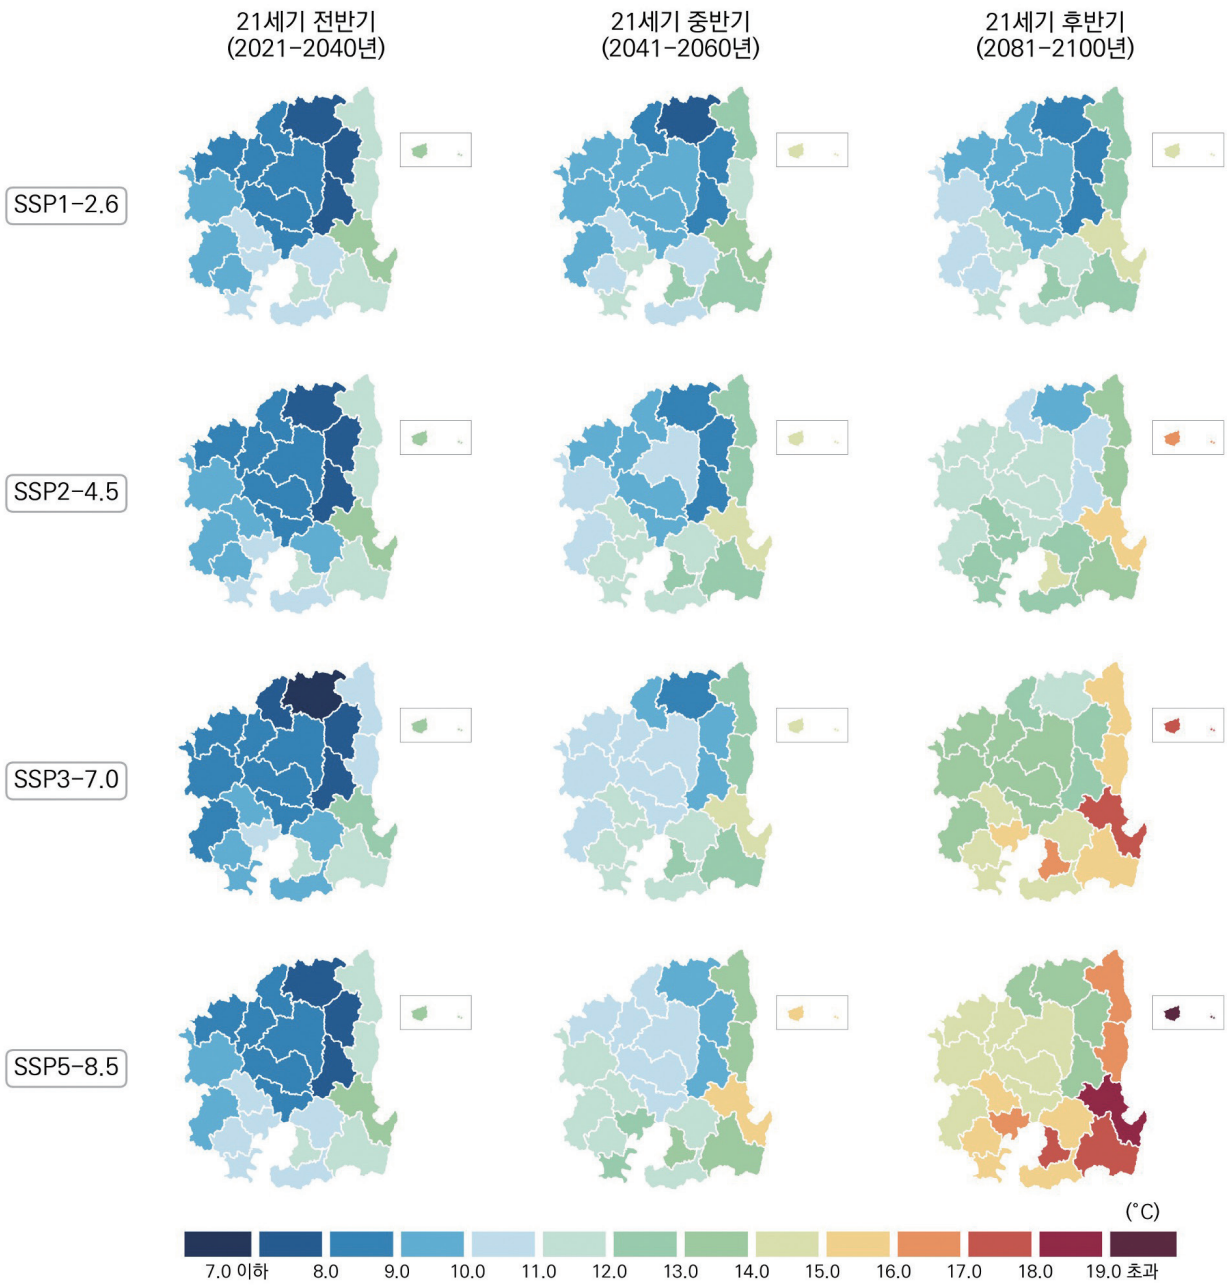 21세기 전반기
(2021-2040년)
21세기 중반기
(2041-2060년)
21세기 후반기
(2081-2100년)
SSP1-2.6
SSP2-4.5
SSP3-7.0
SSP5-8.5
(°C)
7.0 이하 8.0 9.0 10.0 11.0 12.0 13.0 14.0 15.0 16.0 17.0 18.0 19.0 초과